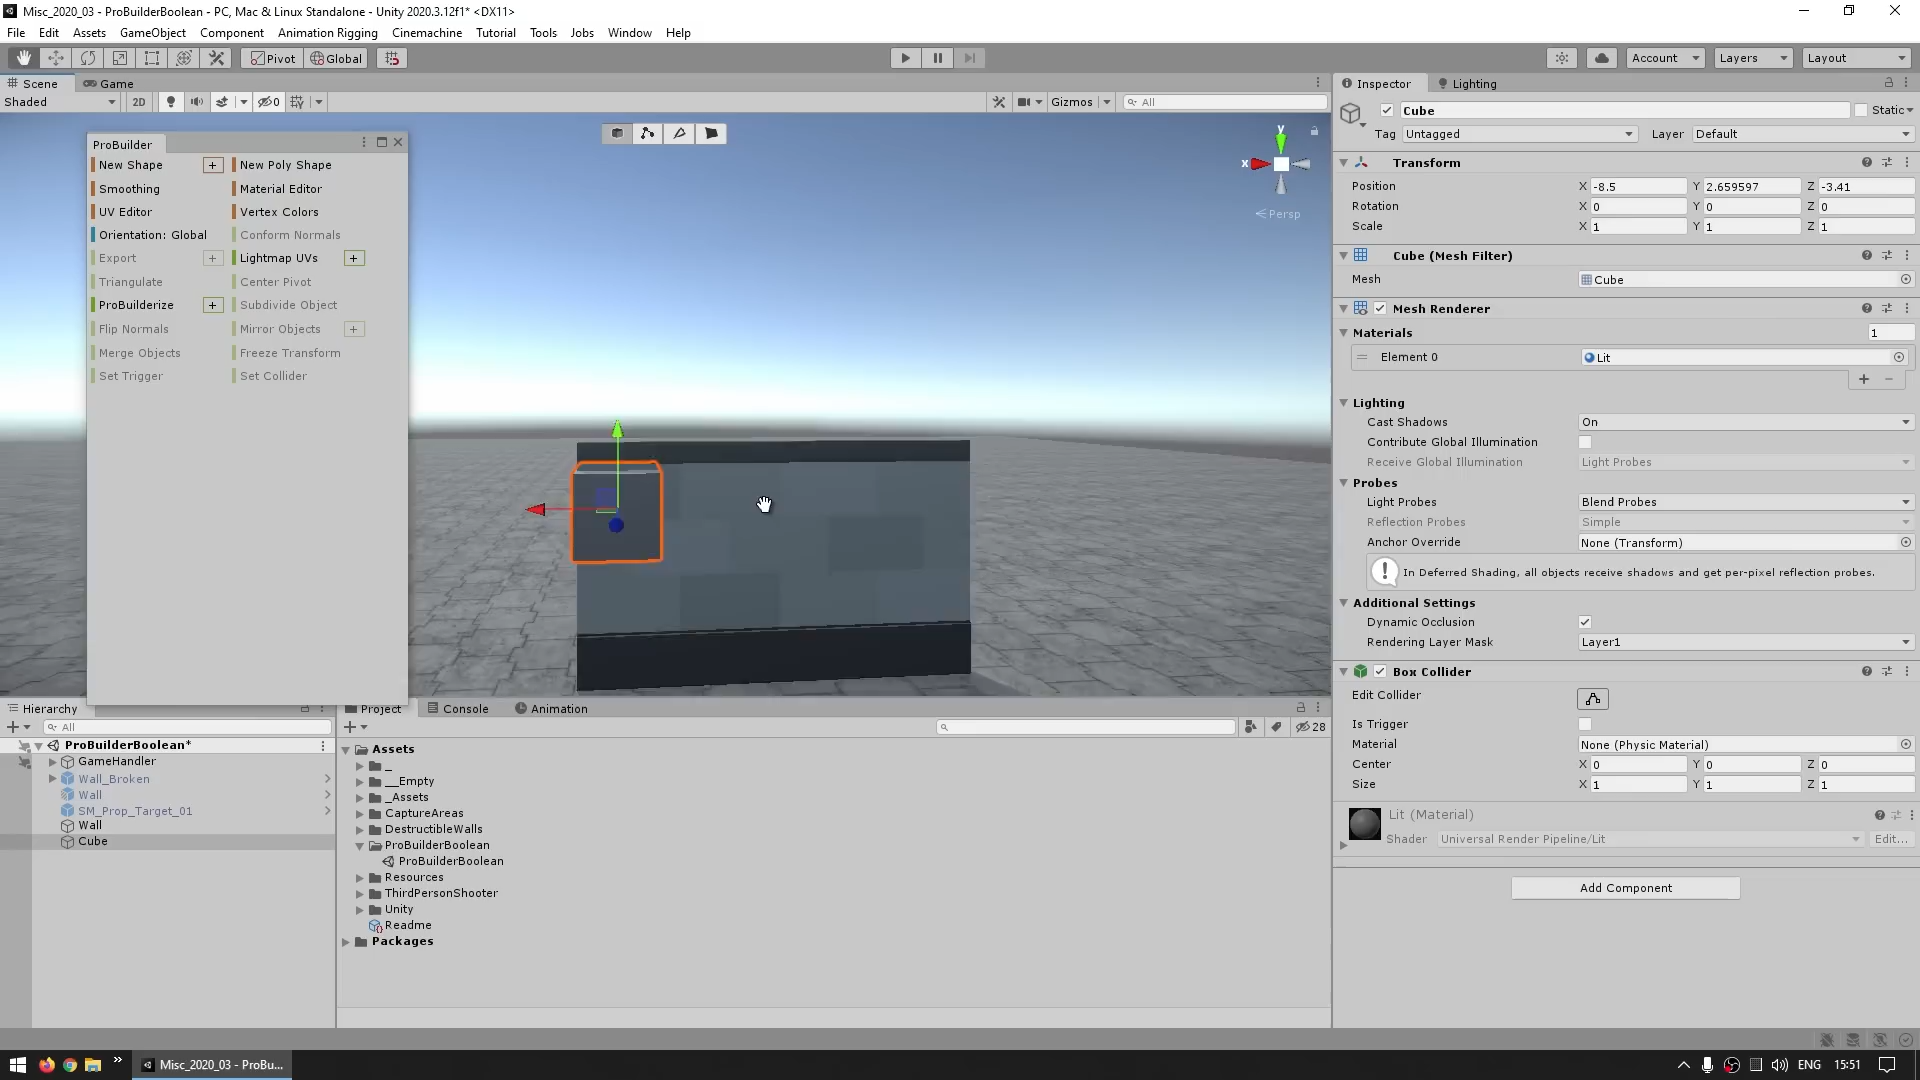 Misc_2020_03 - ProBuilderBoolean - PC, Mac & Linux Standalone - Unity 2020.3.12f1* <DX11>
File Edit Assets GameObject Component Animation Rigging Cinemachine Tutorial Tools Jobs Window Help
Pivot Global Account Layers Layout
Scene Game
Shaded 2D 0 Gizmos All
ProBuilder
New Shape + New Poly Shape
Smoothing Material Editor
UV Editor Vertex Colors
Orientation: Global Conform Normals
Export + Lightmap UVs +
Triangulate Center Pivot
ProBuilderize + Subdivide Object
Flip Normals Mirror Objects +
Merge Objects Freeze Transform
Set Trigger Set Collider
y
x
< Persp
Inspector Lighting
Cube Static
Tag Untagged Layer Default
Transform
Position X -8.5 Y 2.659597 Z -3.41
Rotation X 0 Y 0 Z 0
Scale X 1 Y 1 Z 1
Cube (Mesh Filter)
Mesh Cube
Mesh Renderer
Materials 1
Element 0 Lit
+ -
Lighting
Cast Shadows On
Contribute Global Illumination
Receive Global Illumination Light Probes
Probes
Light Probes Blend Probes
Reflection Probes Simple
Anchor Override None (Transform)
In Deferred Shading, all objects receive shadows and get per-pixel reflection probes.
Additional Settings
Dynamic Occlusion
Rendering Layer Mask Layer1
Box Collider
Edit Collider
Is Trigger
Material None (Physic Material)
Center X 0 Y 0 Z 0
Size X 1 Y 1 Z 1
Lit (Material)
Shader Universal Render Pipeline/Lit Edit...
Add Component
Hierarchy
+ All
ProBuilderBoolean*
GameHandler
Wall_Broken
Wall
SM_Prop_Target_01
Wall
Cube
Project Console Animation
+ 28
Assets
_
__Empty
_Assets
CaptureAreas
DestructibleWalls
ProBuilderBoolean
ProBuilderBoolean
Resources
ThirdPersonShooter
Unity
Readme
Packages
Misc_2020_03 - ProBu...
ENG 15:51